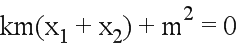 km(x₁ + x₂) + m² = 0